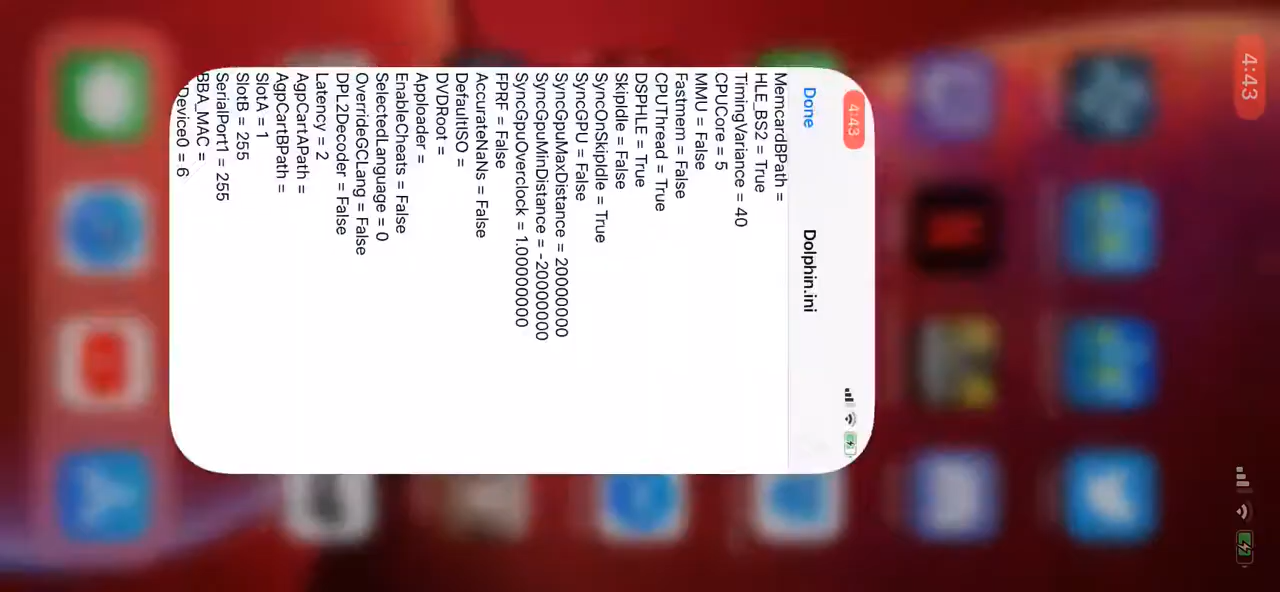 4:43
4:43
Done
Dolphin.ini
MemcardBPath =
HLE_BS2 = True
TimingVariance = 40
CPUCore = 5
MMU = False
Fastmem = False
CPUThread = True
DSPHLE = True
SkipIdle = False
SyncOnSkipIdle = True
SyncGPU = False
SyncGpuMaxDistance = 20000000
SyncGpuMinDistance = -20000000
SyncGpuOverclock = 1.00000000
FPRF = False
AccurateNaNs = False
DefaultISO =
DVDRoot =
Apploader =
EnableCheats = False
SelectedLanguage = 0
OverrideGCLang = False
DPL2Decoder = False
Latency = 2
AgpCartAPath =
AgpCartBPath =
SlotA = 1
SlotB = 255
SerialPort1 = 255
BBA_MAC =
Device0 = 6